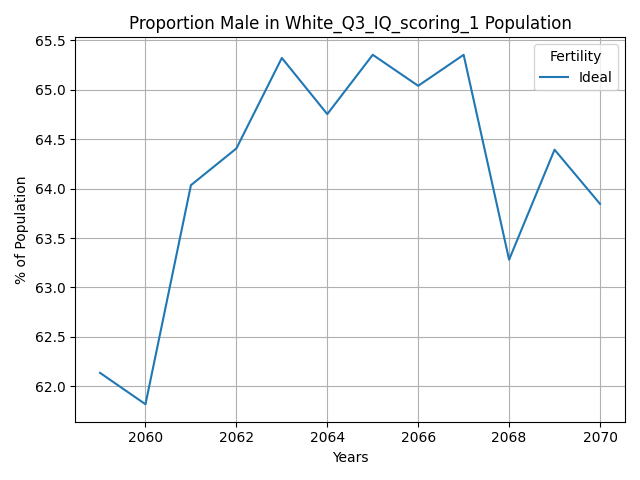 Proportion Male in White_Q3_IQ_scoring_1 Population
65.5
65.0
64.5
64.0
63.5
63.0
62.5
62.0
% of Population
Fertility
Ideal
2060
2062
2064
2066
2068
2070
Years